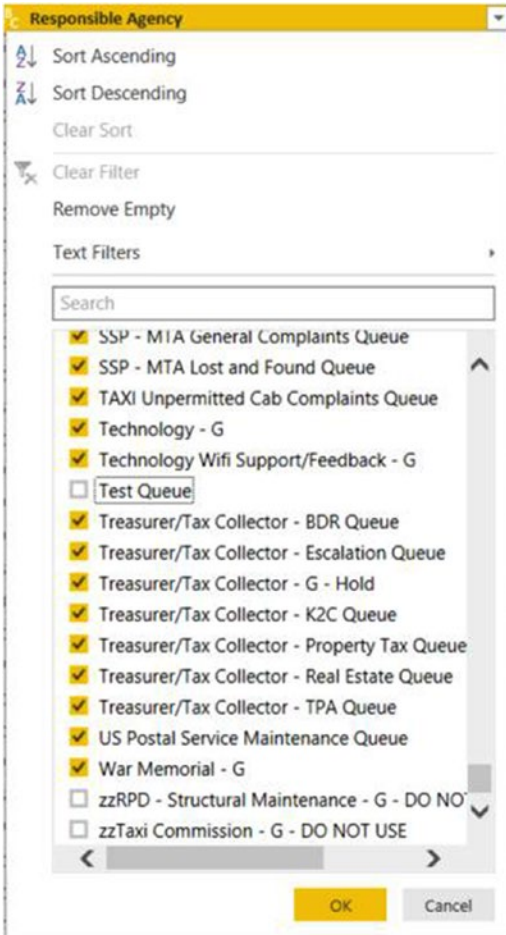 Responsible Agency
Sort Ascending
Sort Descending
Clear Sort
Clear Filter
Remove Empty
Text Filters
Search
SSP - MTA General Complaints Queue
SSP - MTA Lost and Found Queue
TAXI Unpermitted Cab Complaints Queue
Technology - G
Technology Wifi Support/Feedback - G
Test Queue
Treasurer/Tax Collector - BDR Queue
Treasurer/Tax Collector - Escalation Queue
Treasurer/Tax Collector - G - Hold
Treasurer/Tax Collector - K2C Queue
Treasurer/Tax Collector - Property Tax Queue
Treasurer/Tax Collector - Real Estate Queue
Treasurer/Tax Collector - TPA Queue
US Postal Service Maintenance Queue
War Memorial - G
zzRPD - Structural Maintenance - G - DO NO
zzTaxi Commission - G - DO NOT USE
OK Cancel